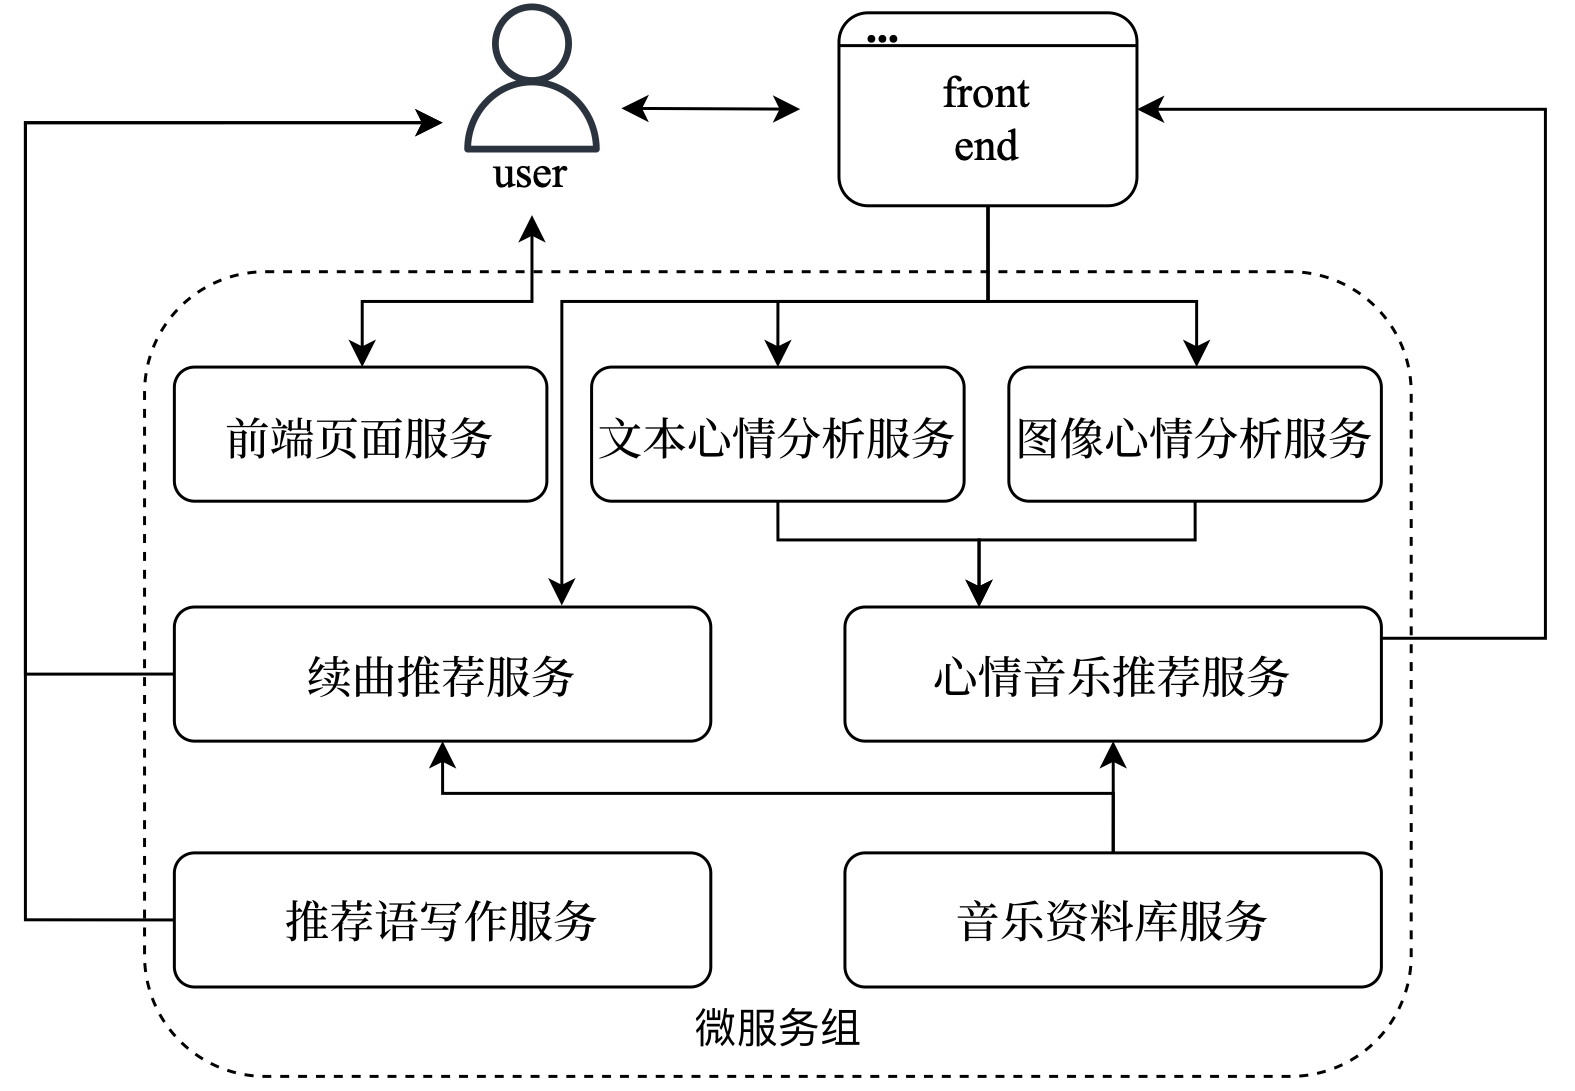 front
end
user
前端页面服务
文本心情分析服务
图像心情分析服务
续曲推荐服务
心情音乐推荐服务
推荐语写作服务
音乐资料库服务
微服务组